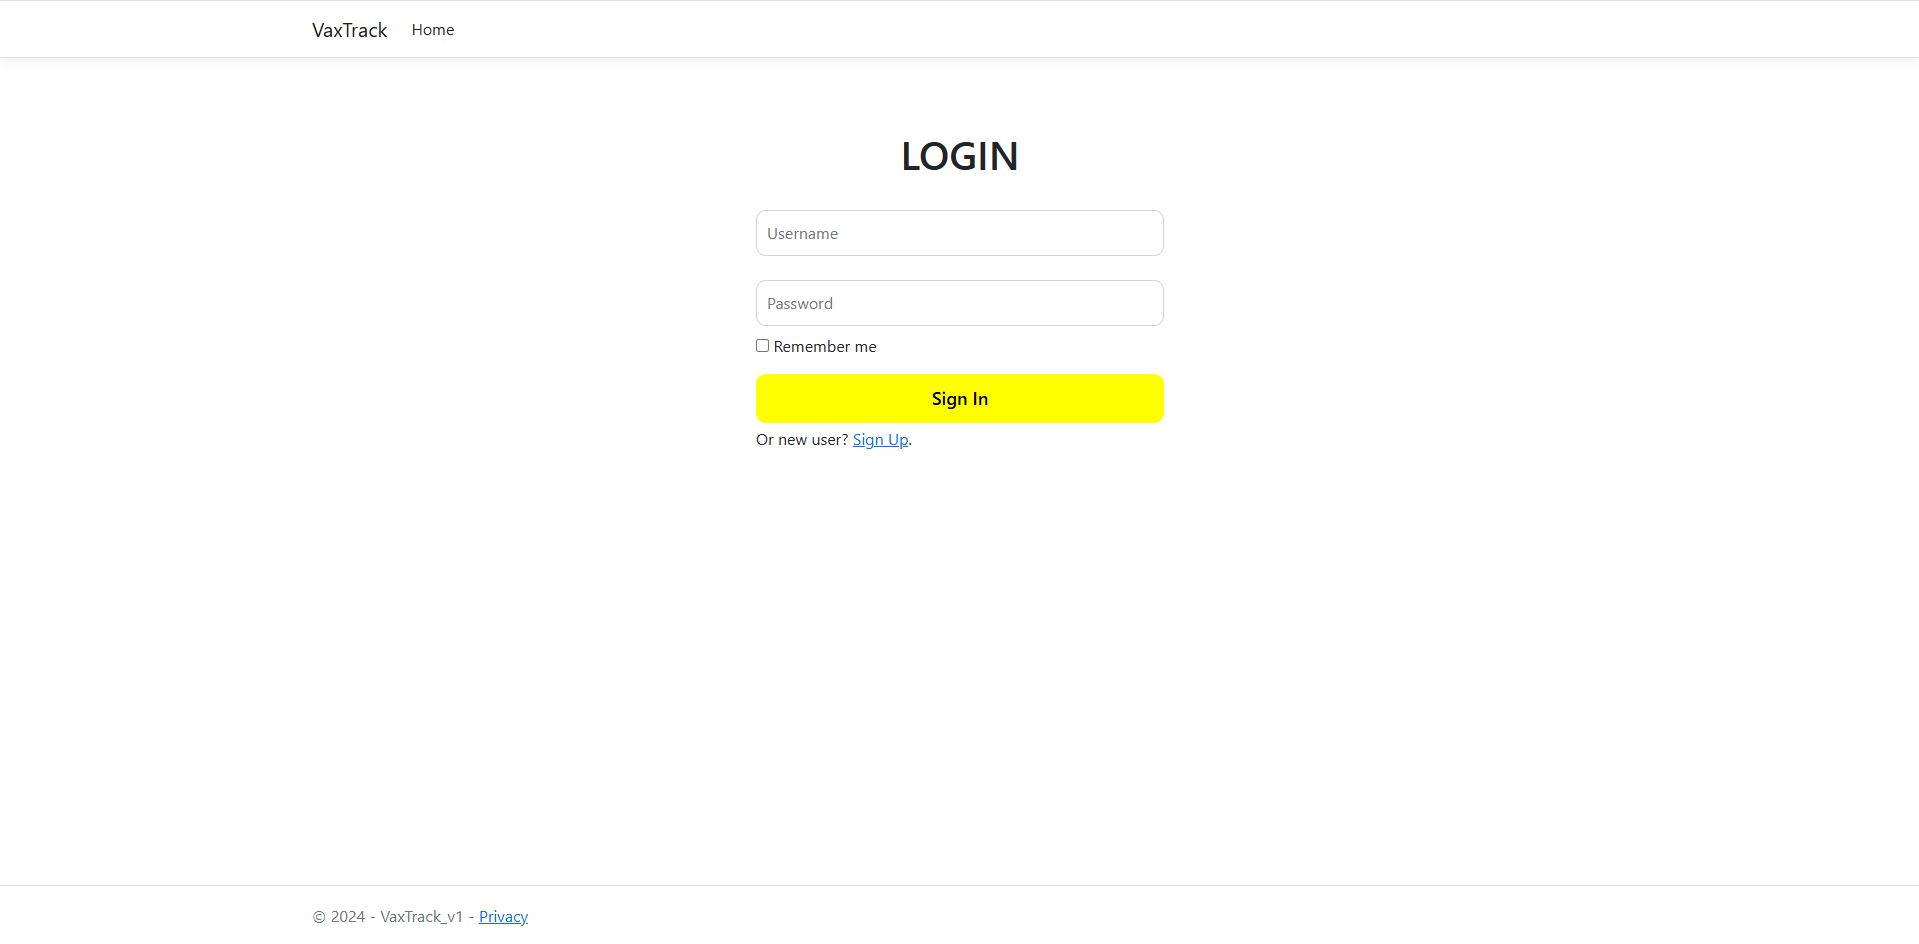 VaxTrack Home
LOGIN
Username
Password
Remember me
Sign In
Or new user? Sign Up.
© 2024 - VaxTrack_v1 - Privacy